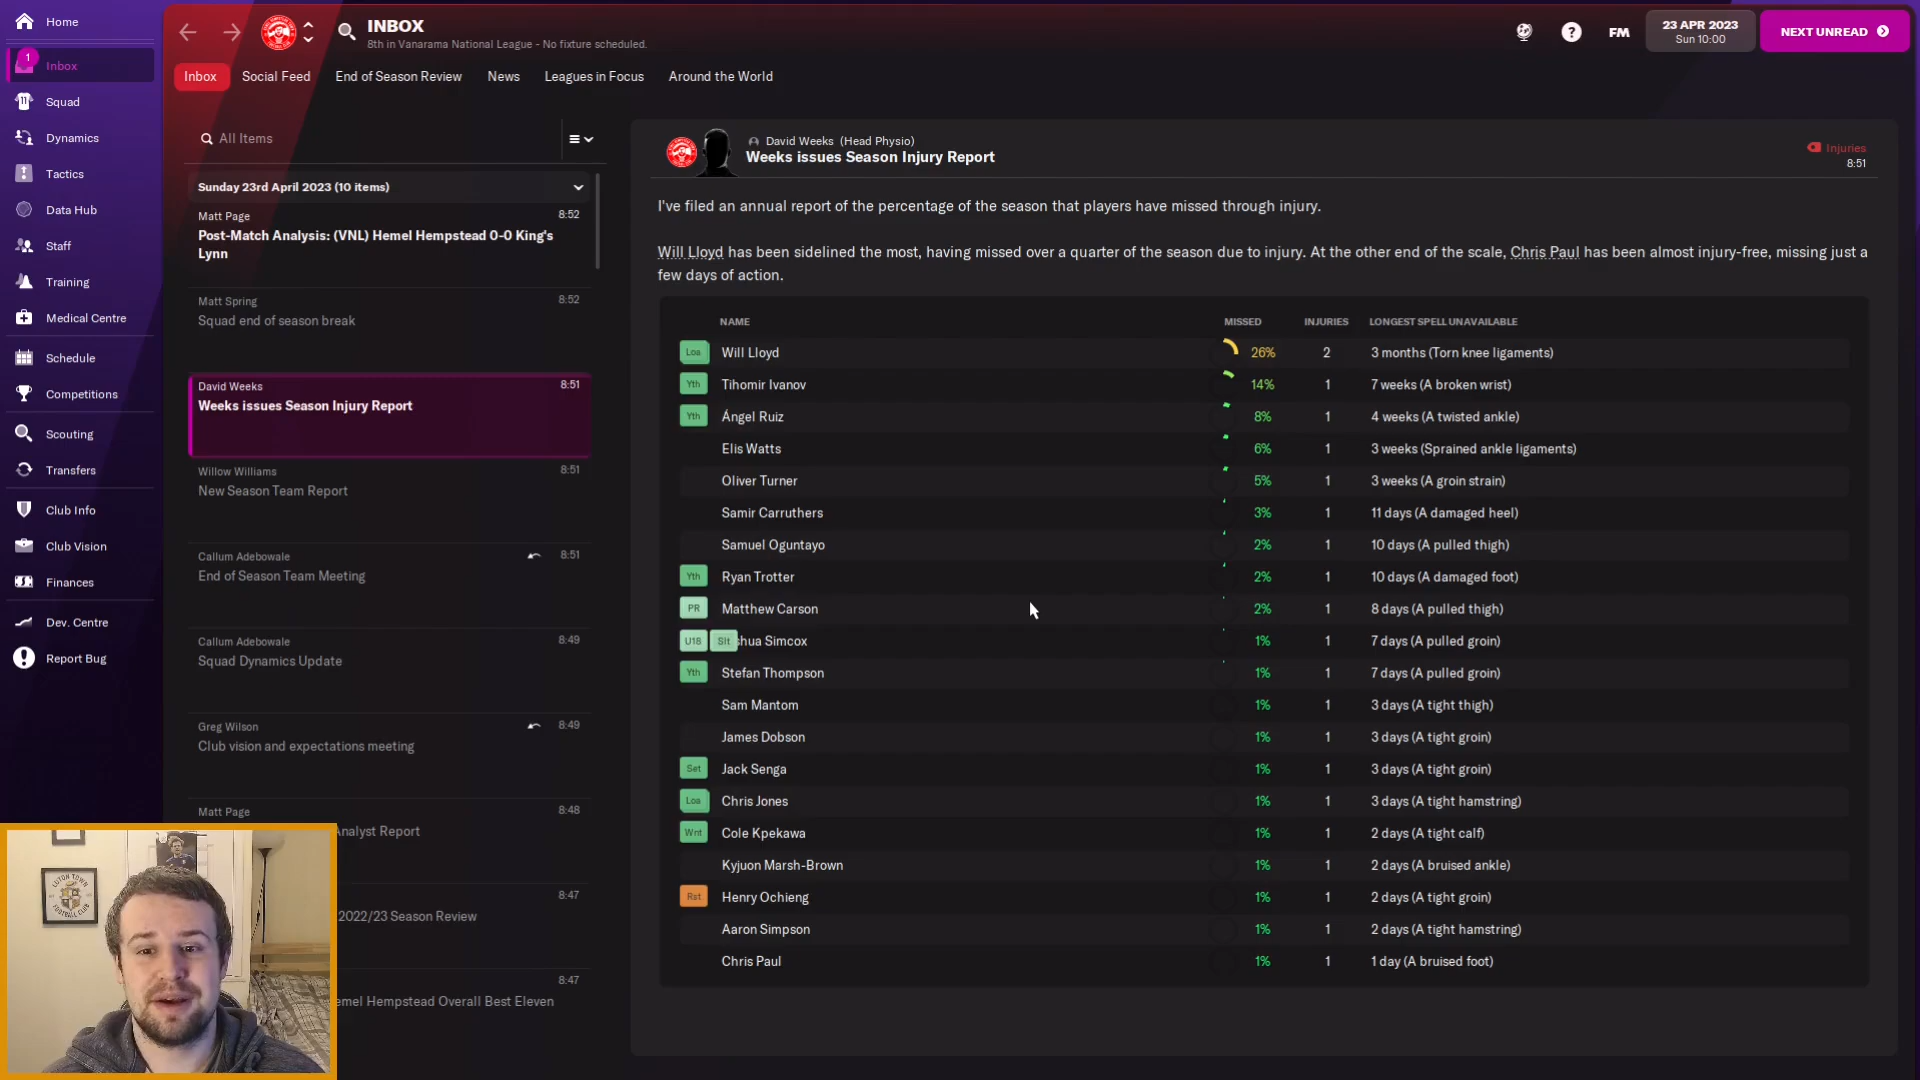 Home
1
Inbox
Squad
Dynamics
Tactics
Data Hub
Staff
Training
Medical Centre
Schedule
Competitions
Scouting
Transfers
Club Info
Club Vision
Finances
Dev. Centre
Report Bug
INBOX
8th in Vanarama National League - No fixture scheduled.
FM
23 APR 2023
Sun 10:00
NEXT UNREAD
Inbox Social Feed End of Season Review News Leagues in Focus Around the World
All Items
Sunday 23rd April 2023 (10 items)
Matt Page 8:52
Post-Match Analysis: (VNL) Hemel Hempstead 0-0 King's
Lynn
Matt Spring 8:52
Squad end of season break
David Weeks 8:51
Weeks issues Season Injury Report
Willow Williams 8:51
New Season Team Report
Callum Adebowale 8:51
End of Season Team Meeting
Callum Adebowale 8:49
Squad Dynamics Update
Greg Wilson 8:49
Club vision and expectations meeting
Matt Page 8:48
Analyst Report
8:47
2022/23 Season Review
8:47
emel Hempstead Overall Best Eleven
LUTON TOWN
FOOTBALL CLUB
David Weeks (Head Physio)
Weeks issues Season Injury Report
Injuries
8:51
I've filed an annual report of the percentage of the season that players have missed through injury.
Will Lloyd has been sidelined the most, having missed over a quarter of the season due to injury. At the other end of the scale, Chris Paul has been almost injury-free, missing just a
few days of action.
NAME MISSED INJURIES LONGEST SPELL UNAVAILABLE
Loa Will Lloyd 26% 2 3 months (Torn knee ligaments)
Yth Tihomir Ivanov 14% 1 7 weeks (A broken wrist)
Yth Ángel Ruiz 8% 1 4 weeks (A twisted ankle)
Elis Watts 6% 1 3 weeks (Sprained ankle ligaments)
Oliver Turner 5% 1 3 weeks (A groin strain)
Samir Carruthers 3% 1 11 days (A damaged heel)
Samuel Oguntayo 2% 1 10 days (A pulled thigh)
Yth Ryan Trotter 2% 1 10 days (A damaged foot)
PR Matthew Carson 2% 1 8 days (A pulled thigh)
U18 Slt shua Simcox 1% 1 7 days (A pulled groin)
Yth Stefan Thompson 1% 1 7 days (A pulled groin)
Sam Mantom 1% 1 3 days (A tight thigh)
James Dobson 1% 1 3 days (A tight groin)
Set Jack Senga 1% 1 3 days (A tight groin)
Loa Chris Jones 1% 1 3 days (A tight hamstring)
Wnt Cole Kpekawa 1% 1 2 days (A tight calf)
Kyjuon Marsh-Brown 1% 1 2 days (A bruised ankle)
Rst Henry Ochieng 1% 1 2 days (A tight groin)
Aaron Simpson 1% 1 2 days (A tight hamstring)
Chris Paul 1% 1 1 day (A bruised foot)